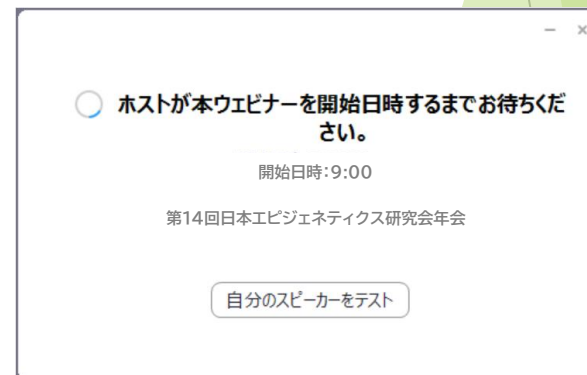 ホストが本ウェビナーを開始日時するまでお待ちくだ
さい。
開始日時:9:00
第14回日本エピジェネティクス研究会年会
自分のスピーカーをテスト